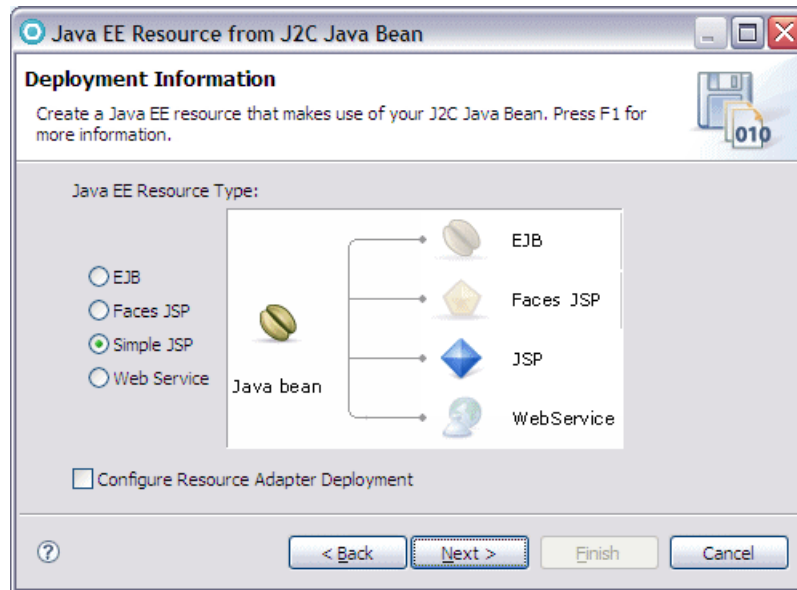 Java EE Resource from J2C Java Bean
Deployment Information
Create a Java EE resource that makes use of your J2C Java Bean. Press F1 for
more information.
010
Java EE Resource Type:
EJB
Faces JSP
Simple JSP
Web Service
Java bean
EJB
Faces JSP
JSP
WebService
Configure Resource Adapter Deployment
?
< Back
Next >
Finish
Cancel